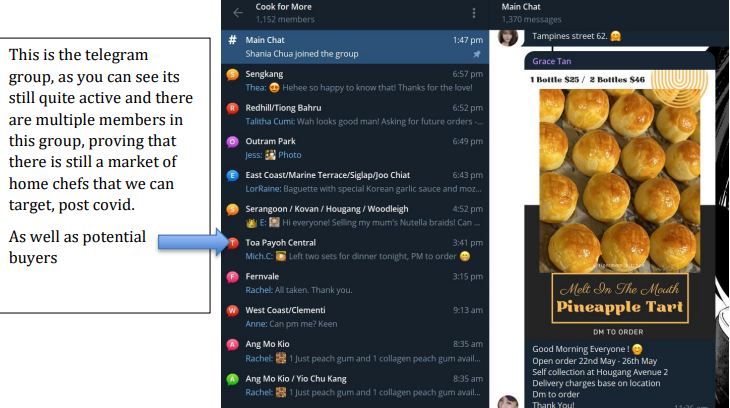 This is the telegram
group, as you can see its
still quite active and there
are multiple members in
this group, proving that
there is still a market of
home chefs that we can
target, post covid.
As well as potential
buyers
Cook for More
1,152 members
# Main Chat 1:47 pm
Shania Chua joined the group
S Sengkang 6:57 pm
Thea: 😍 Hehee so happy to know that! Thanks for the love!
R Redhill/Tiong Bahru 6:52 pm
Talitha Cumi: Wah looks good man! Asking for future orders -...
O Outram Park 6:49 pm
Jess: Photo
E East Coast/Marine Terrace/Siglap/Joo Chiat 6:43 pm
LorRaine: Baguette with special Korean garlic sauce and moz...
S Serangoon / Kovan / Hougang / Woodleigh 4:52 pm
👑 E: Hi everyone! Selling my mum's Nutella braids! Can ...
T Toa Payoh Central 3:41 pm
Mich.C: Left two sets for dinner tonight, PM to order 😊
F Fernvale 3:15 pm
Rachel: All taken. Thank you.
W West Coast/Clementi 9:13 am
Anne: Can pm me? Keen
A Ang Mo Kio 8:35 am
Rachel: 1 Just peach gum and 1 collagen peach gum avail...
A Ang Mo Kio / Yio Chu Kang 8:35 am
Rachel: 1 Just peach gum and 1 collagen peach gum avail...
Main Chat
1,370 messages
Tampines street 62. 🤗
Grace Tan
1 Bottle $25 / 2 Bottles $46
Melt In The Mouth
Pineapple Tart
DM TO ORDER
Good Morning Everyone ! 🤗
Open order 22nd May - 26th May
Self collection at Hougang Avenue 2
Delivery charges base on location
Dm to order
Thank You!